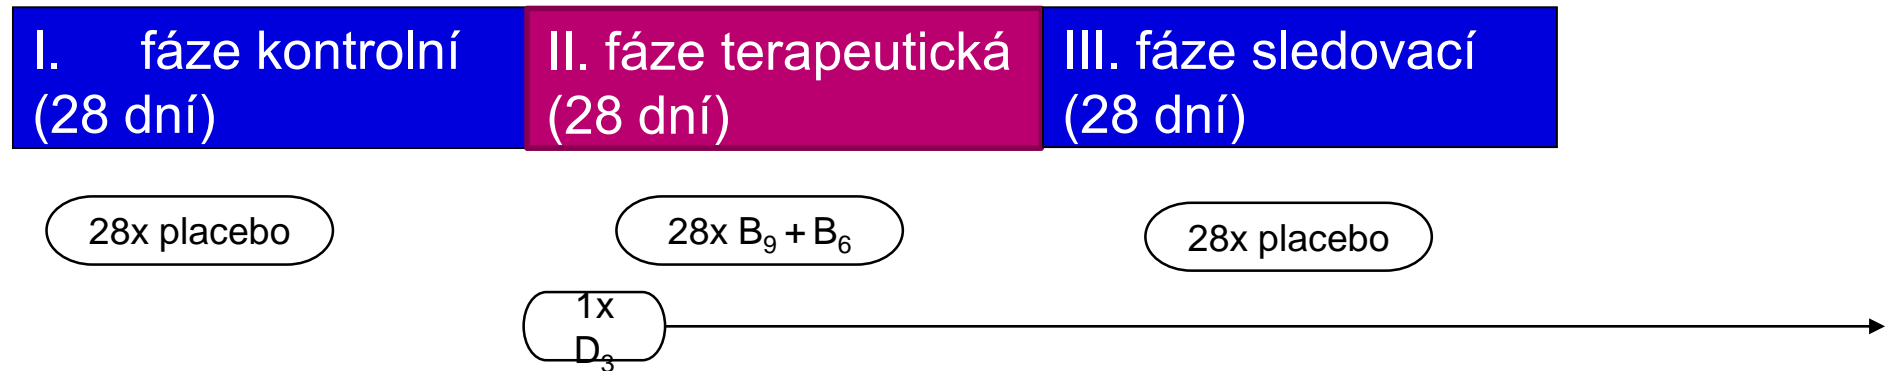 I. fáze kontrolní
(28 dní)
II. fáze terapeutická
(28 dní)
III. fáze sledovací
(28 dní)
28x placebo
28x B₉ + B₆
28x placebo
1x
D₃